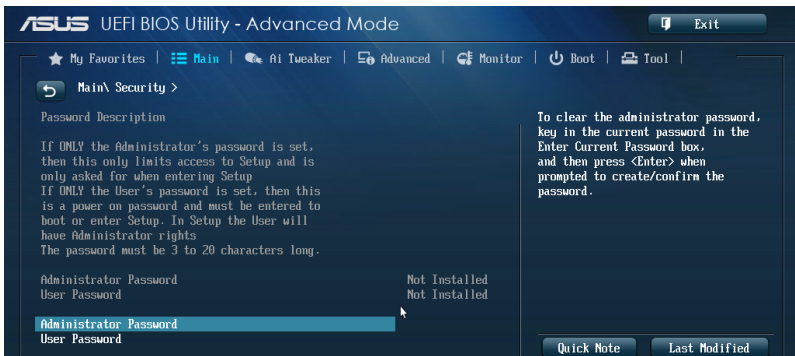 ASUS UEFI BIOS Utility - Advanced Mode
Exit
My Favorites
Main
Ai Tweaker
Advanced
Monitor
Boot
Tool
Main\ Security >
Password Description
If ONLY the Administrator's password is set,
then this only limits access to Setup and is
only asked for when entering Setup
If ONLY the User's password is set, then this
is a power on password and must be entered to
boot or enter Setup. In Setup the User will
have Administrator rights
The password must be 3 to 20 characters long.
Administrator Password Not Installed
User Password Not Installed
Administrator Password
User Password
To clear the administrator password,
key in the current password in the
Enter Current Password box,
and then press <Enter> when
prompted to create/confirm the
password.
Quick Note
Last Modified